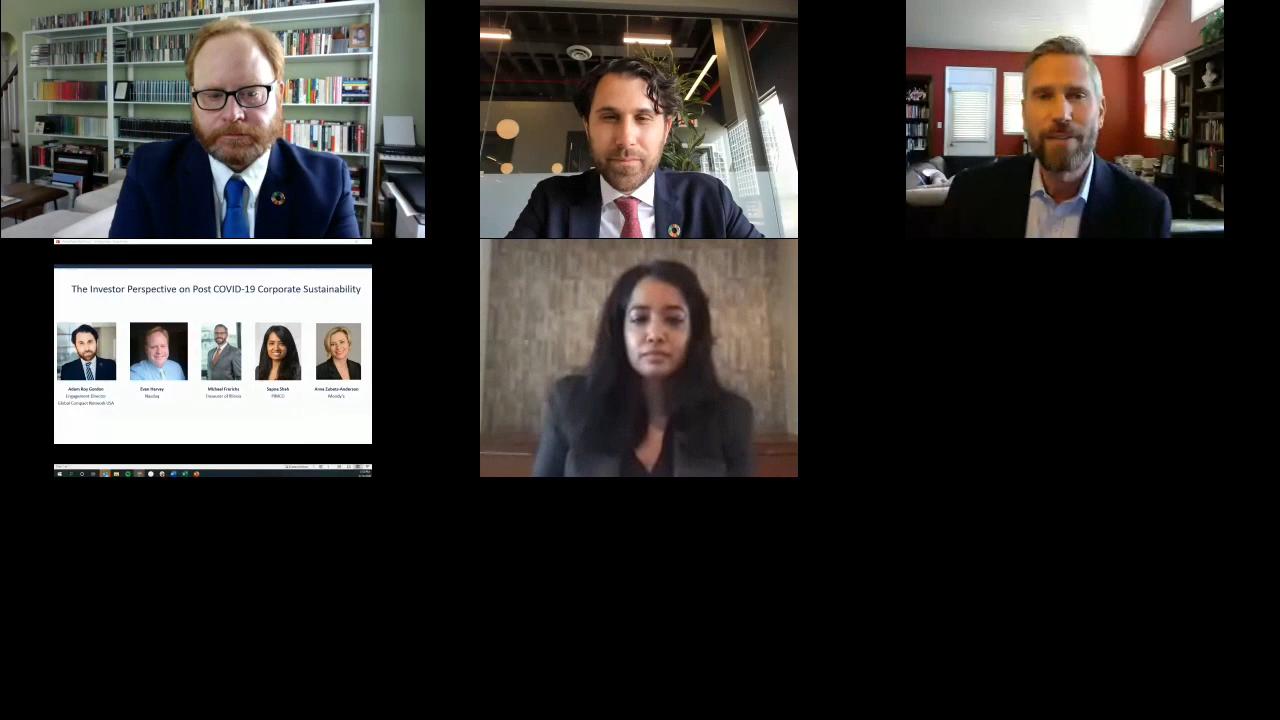 The Investor Perspective on Post COVID-19 Corporate Sustainability
Adam Roy Gordon
Engagement Director
Global Compact Network USA
Evan Harvey
Nasdaq
Michael Frerichs
Treasurer of Illinois
Sapna Shah
PIMCO
Anna Zubets-Anderson
Moody's